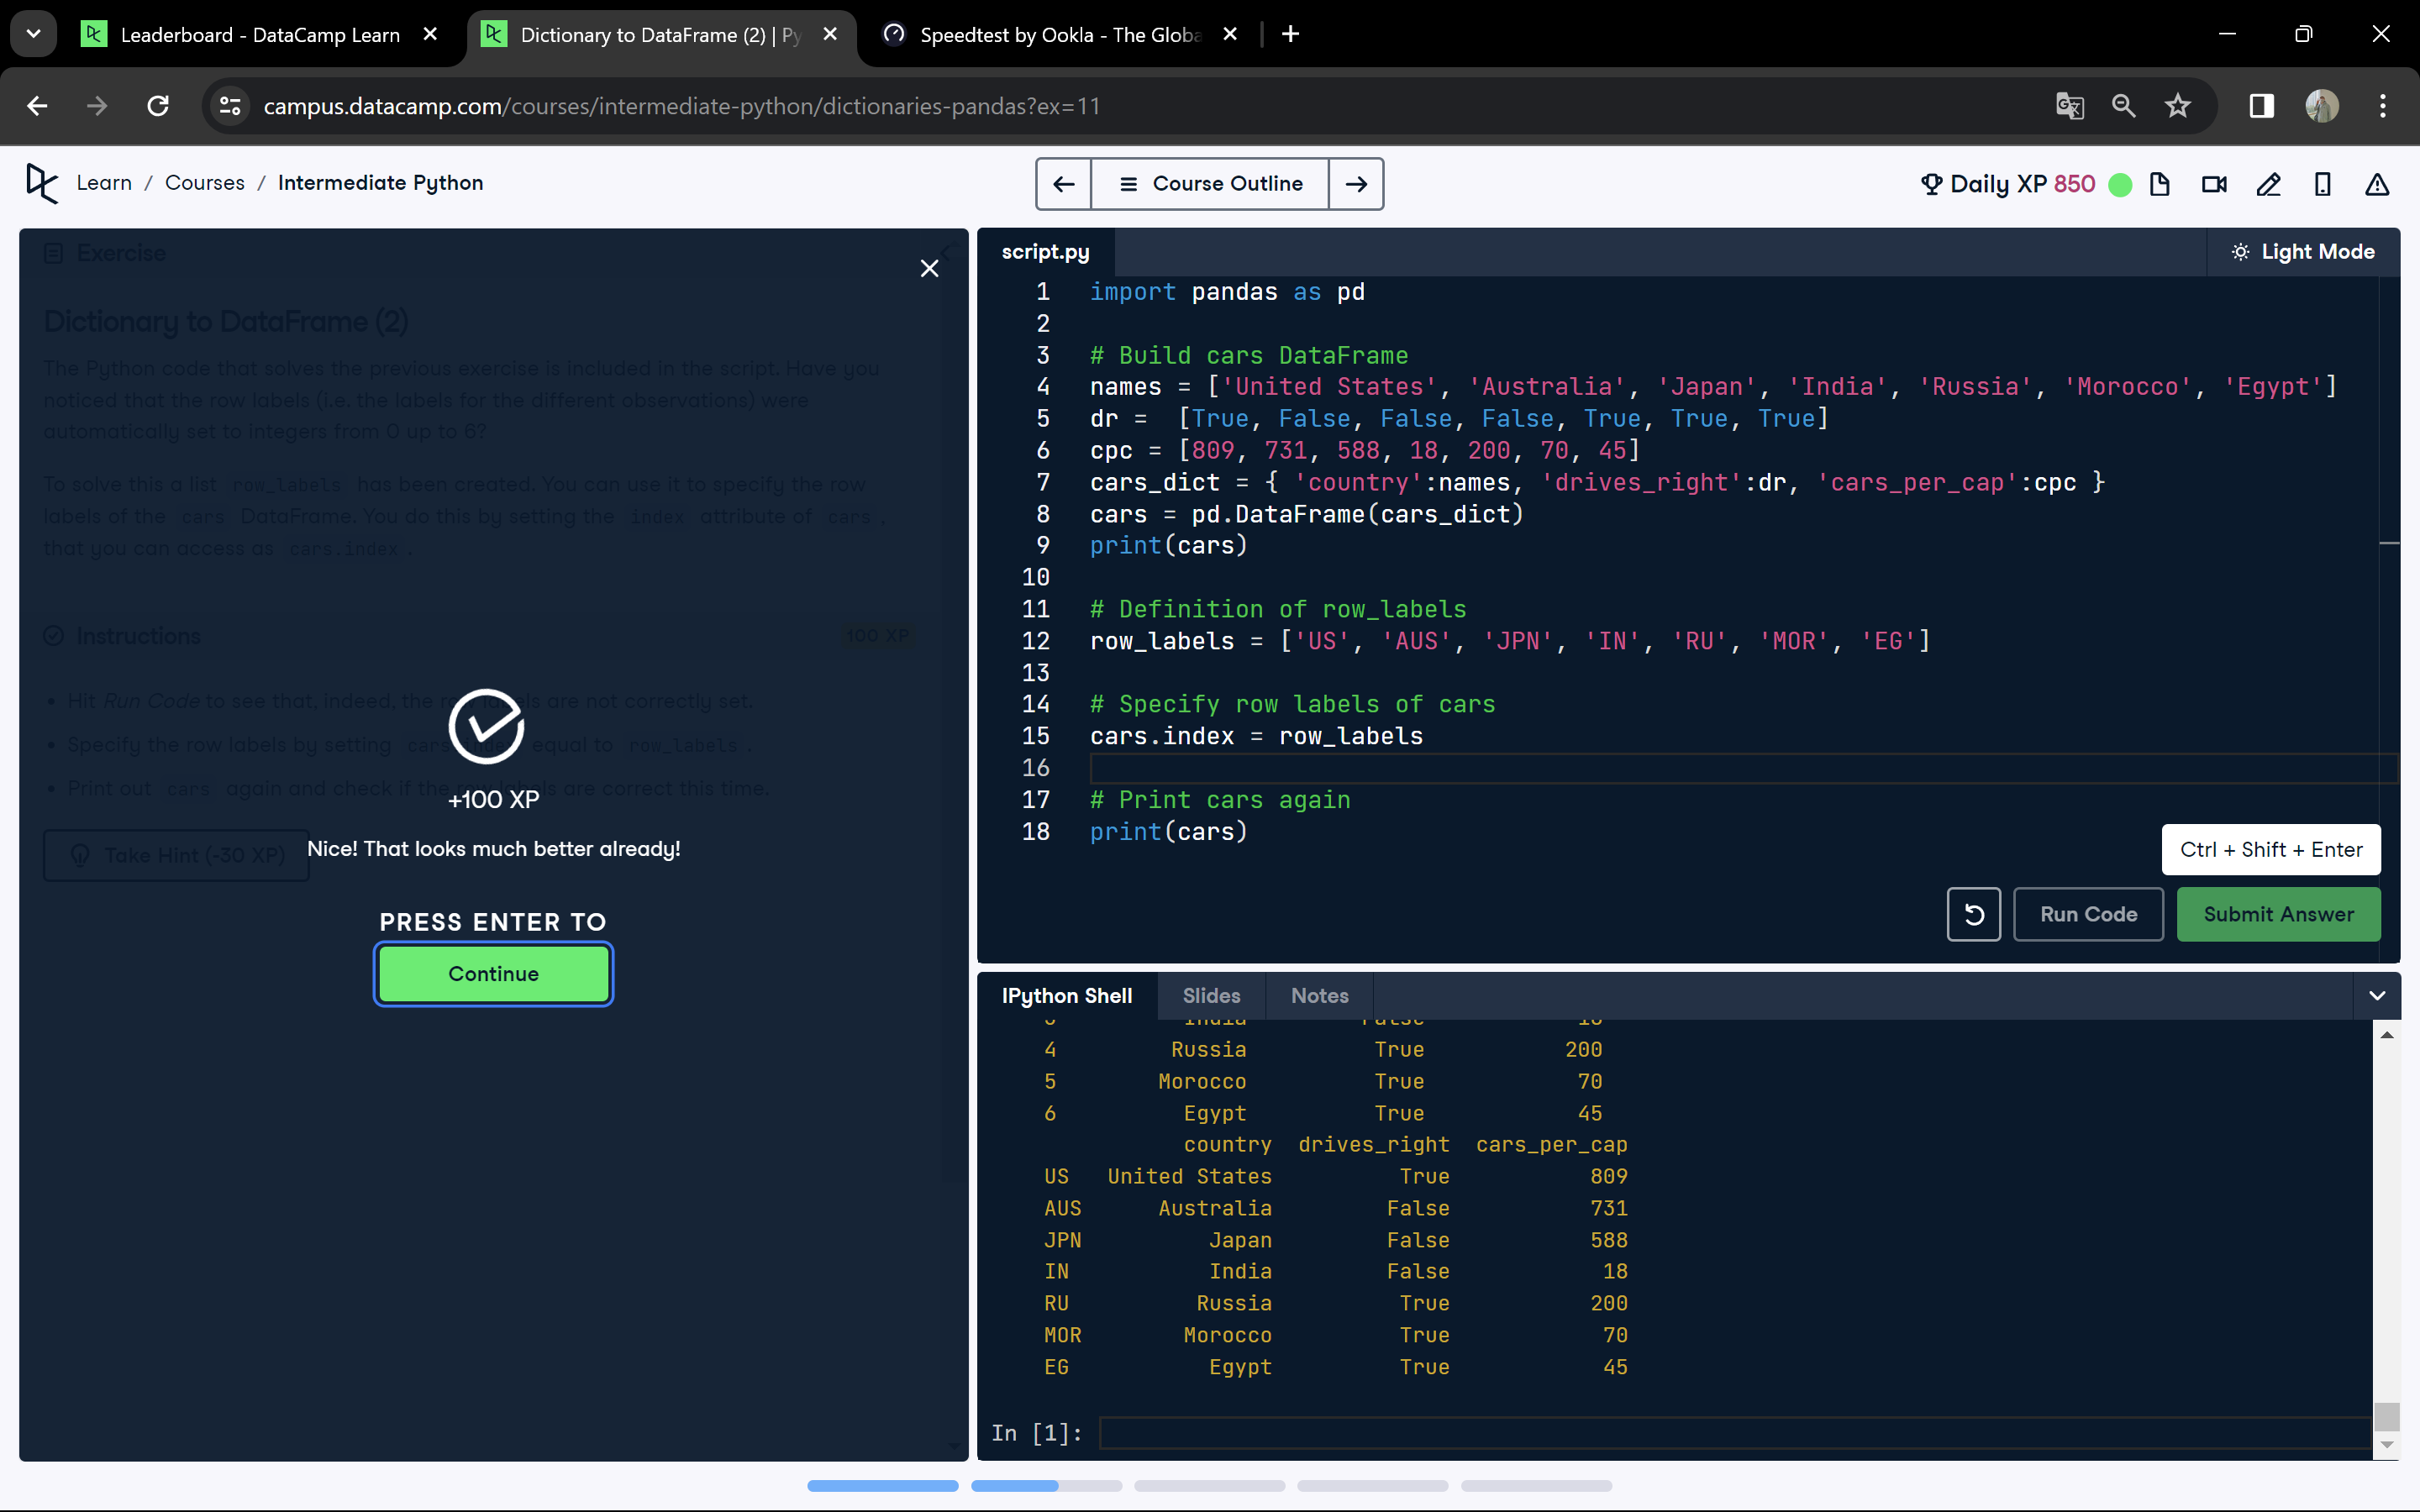 Leaderboard - DataCamp Learn
Dictionary to DataFrame (2) | Py
Speedtest by Ookla - The Globa
campus.datacamp.com/courses/intermediate-python/dictionaries-pandas?ex=11
Learn / Courses / Intermediate Python
Course Outline
Daily XP 850
Exercise
Dictionary to DataFrame (2)
The Python code that solves the previous exercise is included in the script. Have you
noticed that the row labels (i.e. the labels for the different observations) were
automatically set to integers from 0 up to 6?
To solve this a list row_labels has been created. You can use it to specify the row
labels of the cars DataFrame. You do this by setting the index attribute of cars,
that you can access as cars.index.
Instructions
100 XP
Hit Run Code to see that, indeed, the row labels are not correctly set.
Specify the row labels by setting cars.index equal to row_labels.
Print out cars again and check if the row labels are correct this time.
Take Hint (-30 XP)
+100 XP
Nice! That looks much better already!
PRESS ENTER TO
Continue
script.py
Light Mode
1 import pandas as pd
2
3 # Build cars DataFrame
4 names = ['United States', 'Australia', 'Japan', 'India', 'Russia', 'Morocco', 'Egypt']
5 dr =  [True, False, False, False, True, True, True]
6 cpc = [809, 731, 588, 18, 200, 70, 45]
7 cars_dict = { 'country':names, 'drives_right':dr, 'cars_per_cap':cpc }
8 cars = pd.DataFrame(cars_dict)
9 print(cars)
10
11 # Definition of row_labels
12 row_labels = ['US', 'AUS', 'JPN', 'IN', 'RU', 'MOR', 'EG']
13
14 # Specify row labels of cars
15 cars.index = row_labels
16
17 # Print cars again
18 print(cars)
Ctrl + Shift + Enter
Run Code
Submit Answer
IPython Shell
Slides
Notes
3 India False 18
4 Russia True 200
5 Morocco True 70
6 Egypt True 45
country drives_right cars_per_cap
US United States True 809
AUS Australia False 731
JPN Japan False 588
IN India False 18
RU Russia True 200
MOR Morocco True 70
EG Egypt True 45
In [1]: